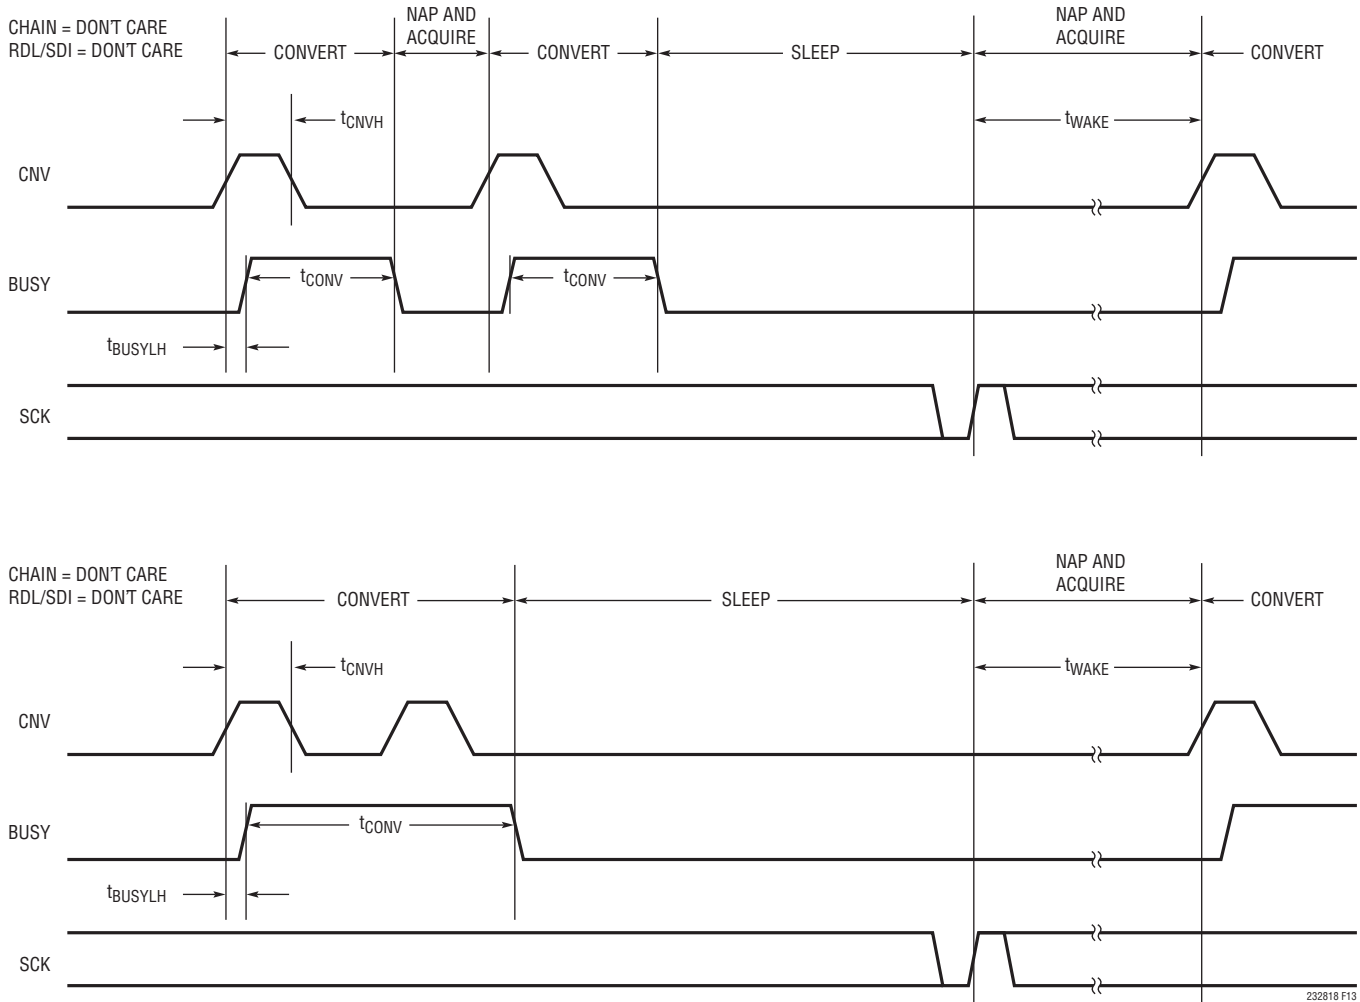 NAP AND
ACQUIRE
NAP AND
ACQUIRE
CHAIN = DON'T CARE
RDL/SDI = DON'T CARE
CONVERT
CONVERT
SLEEP
CONVERT
tCNVH
tWAKE
CNV
BUSY
tCONV
tCONV
tBUSYLH
SCK
NAP AND
ACQUIRE
CHAIN = DON'T CARE
RDL/SDI = DON'T CARE
CONVERT
SLEEP
CONVERT
tCNVH
tWAKE
CNV
BUSY
tCONV
tBUSYLH
SCK
232818 F13